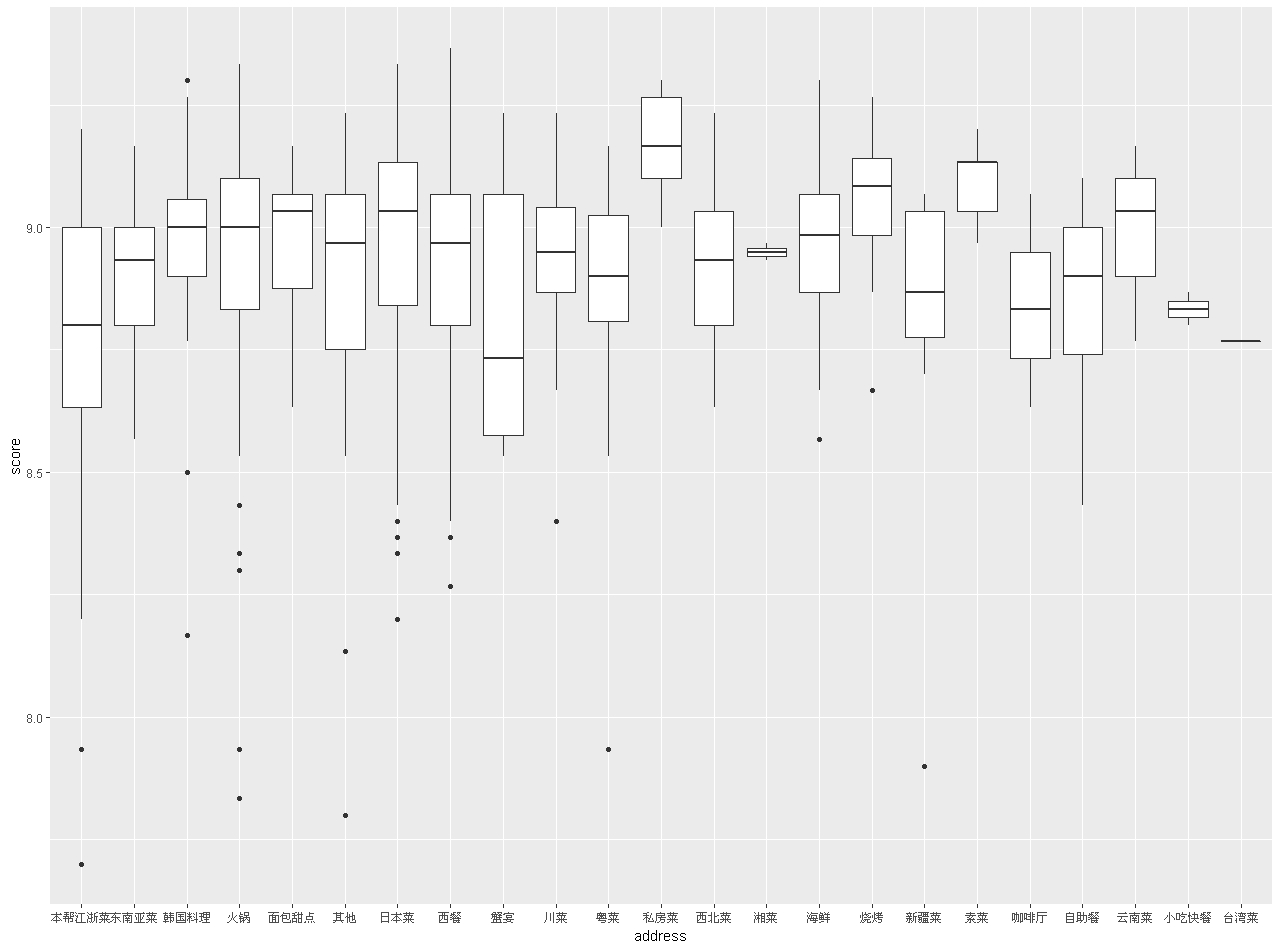 score
9.0
8.5
8.0
本帮江浙菜 东南亚菜 韩国料理 火锅 面包甜点 其他 日本菜 西餐 蟹宴 川菜 粤菜 私房菜 西北菜 湘菜 海鲜 烧烤 新疆菜 素菜 咖啡厅 自助餐 云南菜 小吃快餐 台湾菜
address